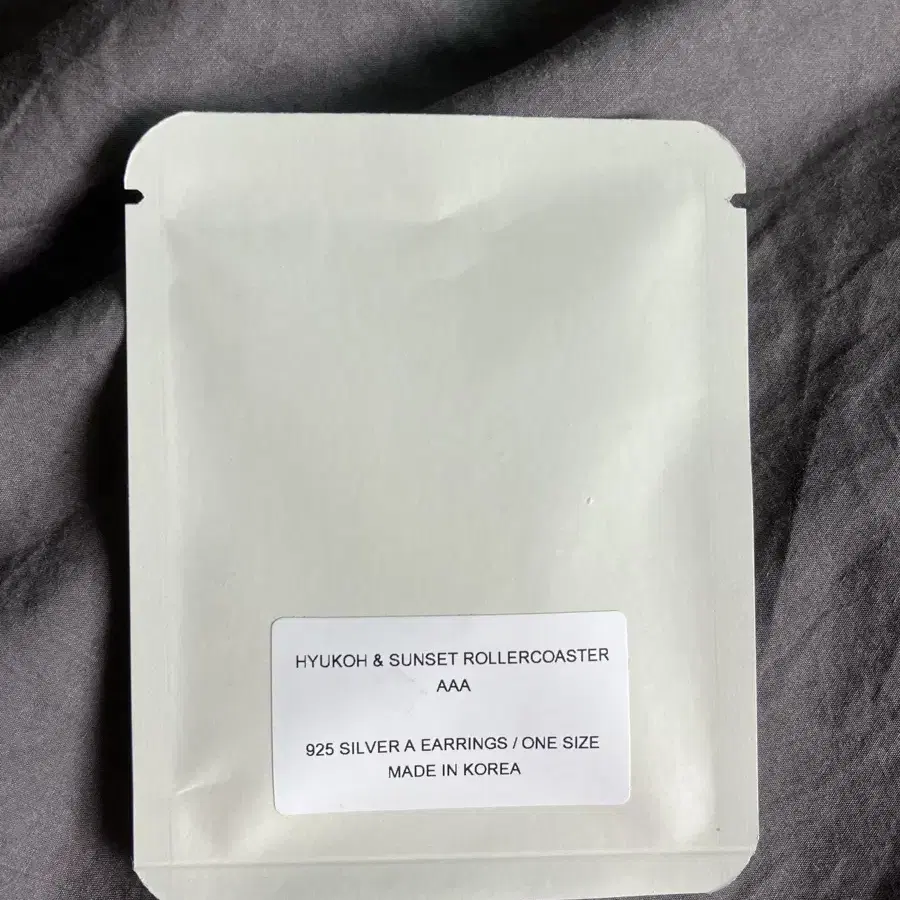 HYUKOH & SUNSET ROLLERCOASTER
AAA
925 SILVER A EARRINGS / ONE SIZE
MADE IN KOREA